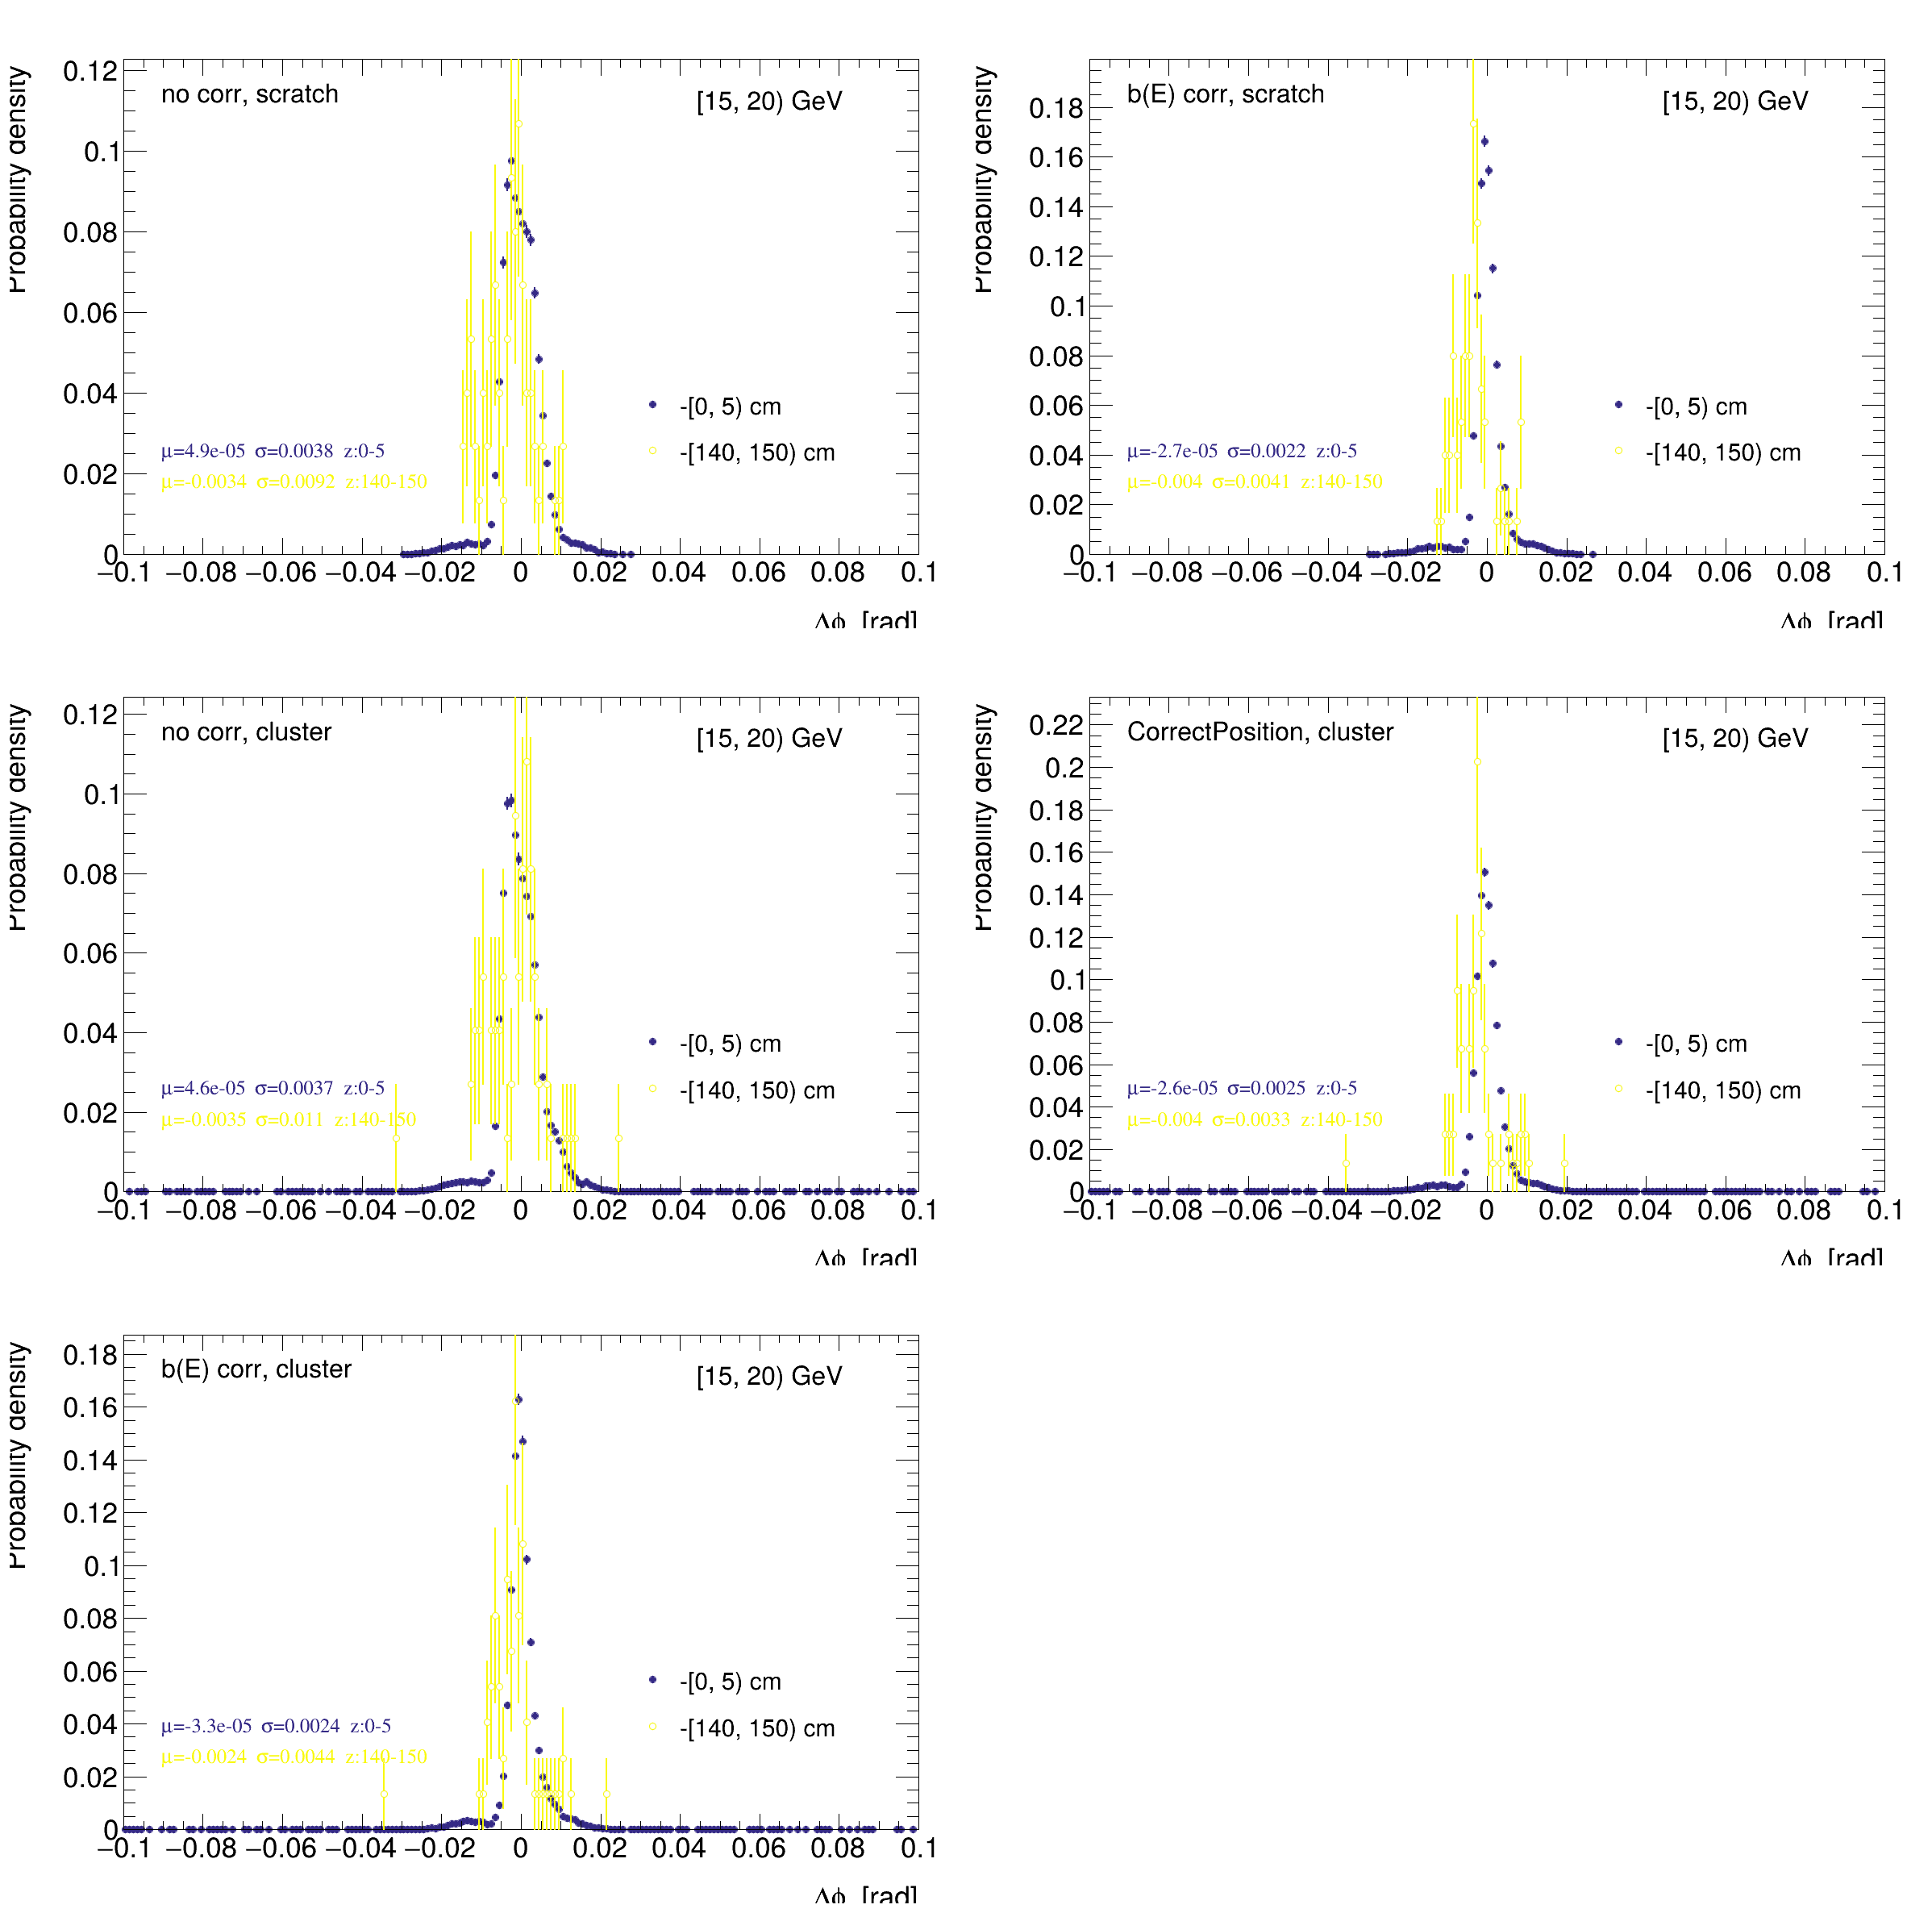 no corr, scratch
[15, 20) GeV
Probability density
0.12
0.1
0.08
0.06
0.04
0.02
0
-[0, 5) cm
-[140, 150) cm
μ=4.9e-05 σ=0.0038 z:0-5
μ=-0.0034 σ=0.0092 z:140-150
−0.1 −0.08 −0.06 −0.04 −0.02 0 0.02 0.04 0.06 0.08 0.1
Δϕ [rad]
b(E) corr, scratch
[15, 20) GeV
Probability density
0.18
0.16
0.14
0.12
0.1
0.08
0.06
0.04
0.02
0
-[0, 5) cm
-[140, 150) cm
μ=-2.7e-05 σ=0.0022 z:0-5
μ=-0.004 σ=0.0041 z:140-150
−0.1 −0.08 −0.06 −0.04 −0.02 0 0.02 0.04 0.06 0.08 0.1
Δϕ [rad]
no corr, cluster
[15, 20) GeV
Probability density
0.12
0.1
0.08
0.06
0.04
0.02
0
-[0, 5) cm
-[140, 150) cm
μ=4.6e-05 σ=0.0037 z:0-5
μ=-0.0035 σ=0.011 z:140-150
−0.1 −0.08 −0.06 −0.04 −0.02 0 0.02 0.04 0.06 0.08 0.1
Δϕ [rad]
CorrectPosition, cluster
[15, 20) GeV
Probability density
0.22
0.2
0.18
0.16
0.14
0.12
0.1
0.08
0.06
0.04
0.02
0
-[0, 5) cm
-[140, 150) cm
μ=-2.6e-05 σ=0.0025 z:0-5
μ=-0.004 σ=0.0033 z:140-150
−0.1 −0.08 −0.06 −0.04 −0.02 0 0.02 0.04 0.06 0.08 0.1
Δϕ [rad]
b(E) corr, cluster
[15, 20) GeV
Probability density
0.18
0.16
0.14
0.12
0.1
0.08
0.06
0.04
0.02
0
-[0, 5) cm
-[140, 150) cm
μ=-3.3e-05 σ=0.0024 z:0-5
μ=-0.0024 σ=0.0044 z:140-150
−0.1 −0.08 −0.06 −0.04 −0.02 0 0.02 0.04 0.06 0.08 0.1
Δϕ [rad]